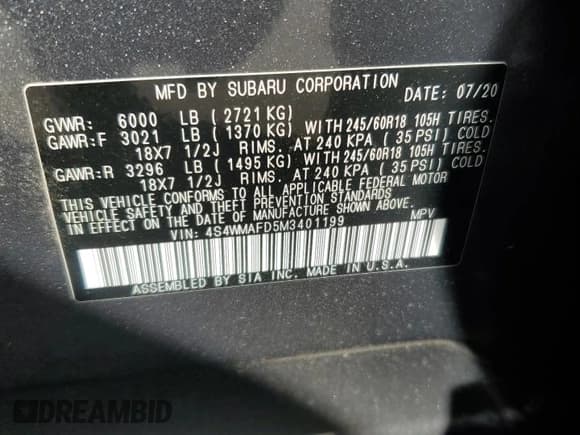 MFD BY SUBARU CORPORATION DATE: 07/20
GVWR: 6000 LB (2721 KG)
GAWR:F 3021 LB (1370 KG) WITH 245/60R18 105H TIRES.
18X7 1/2J RIMS. AT 240 KPA (35 PSI) COLD
GAWR:R 3296 LB (1495 KG) WITH 245/60R18 105H TIRES.
18X7 1/2J RIMS. AT 240 KPA (35 PSI) COLD
THIS VEHICLE CONFORMS TO ALL APPLICABLE FEDERAL MOTOR
VEHICLE SAFETY AND THEFT PREVENTION STANDARDS
IN EFFECT ON THE DATE OF MANUFACTURE SHOWN ABOVE.
VIN: 4S4WMAFD5M3401199 MPV
ASSEMBLED BY SIA INC. MADE IN U.S.A.
DREAMBID